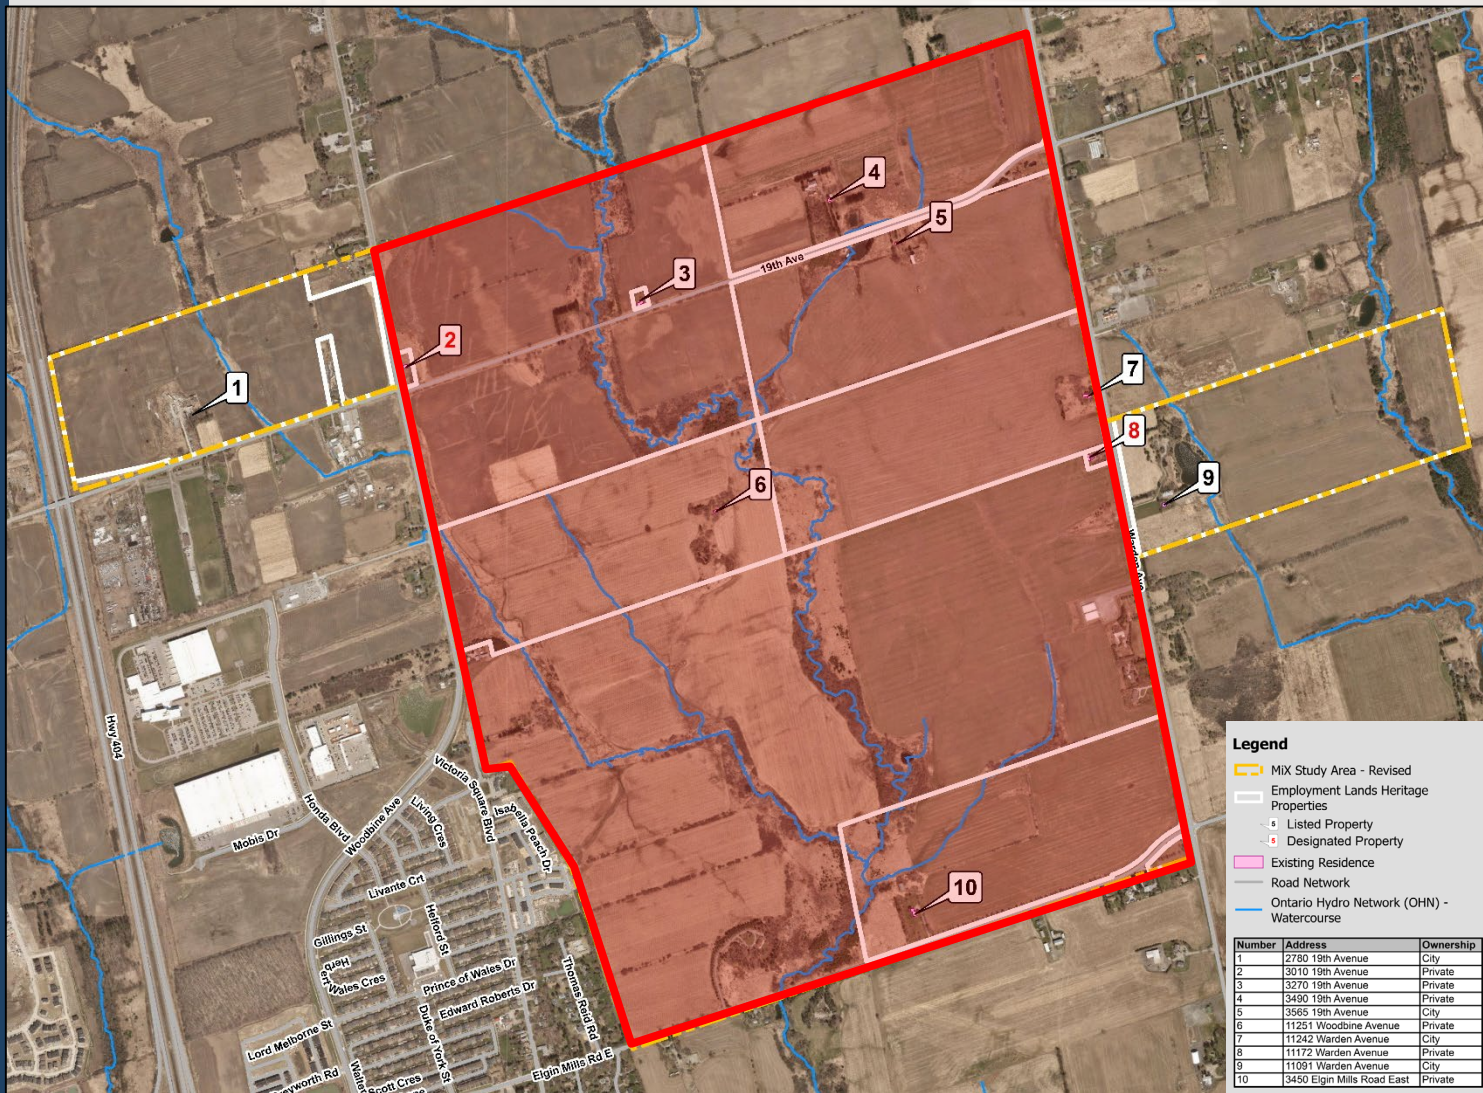 4
5
19th Ave
3
2
1
7
8
9
6
Warden Ave
Hwy 404
Victoria Square Blvd
Isabella Peach Dr
Living Cres
Honda Blvd
Woodbine Ave
Mobis Dr
Livante Crt
Helford St
Gillings St
Herbert Wales Cres
Prince of Wales Dr
Edward Roberts Dr
Thomas Reid Rd
Lord Melborne St
Duke of York St
Elgin Mills Rd E
Scott Cres
10
Legend
MiX Study Area - Revised
Employment Lands Heritage
Properties
5 Listed Property
5 Designated Property
Existing Residence
Road Network
Ontario Hydro Network (OHN) -
Watercourse
Number Address Ownership
1 2780 19th Avenue City
2 3010 19th Avenue Private
3 3270 19th Avenue Private
4 3490 19th Avenue Private
5 3565 19th Avenue City
6 11251 Woodbine Avenue Private
7 11242 Warden Avenue City
8 11172 Warden Avenue Private
9 11091 Warden Avenue City
10 3450 Elgin Mills Road East Private